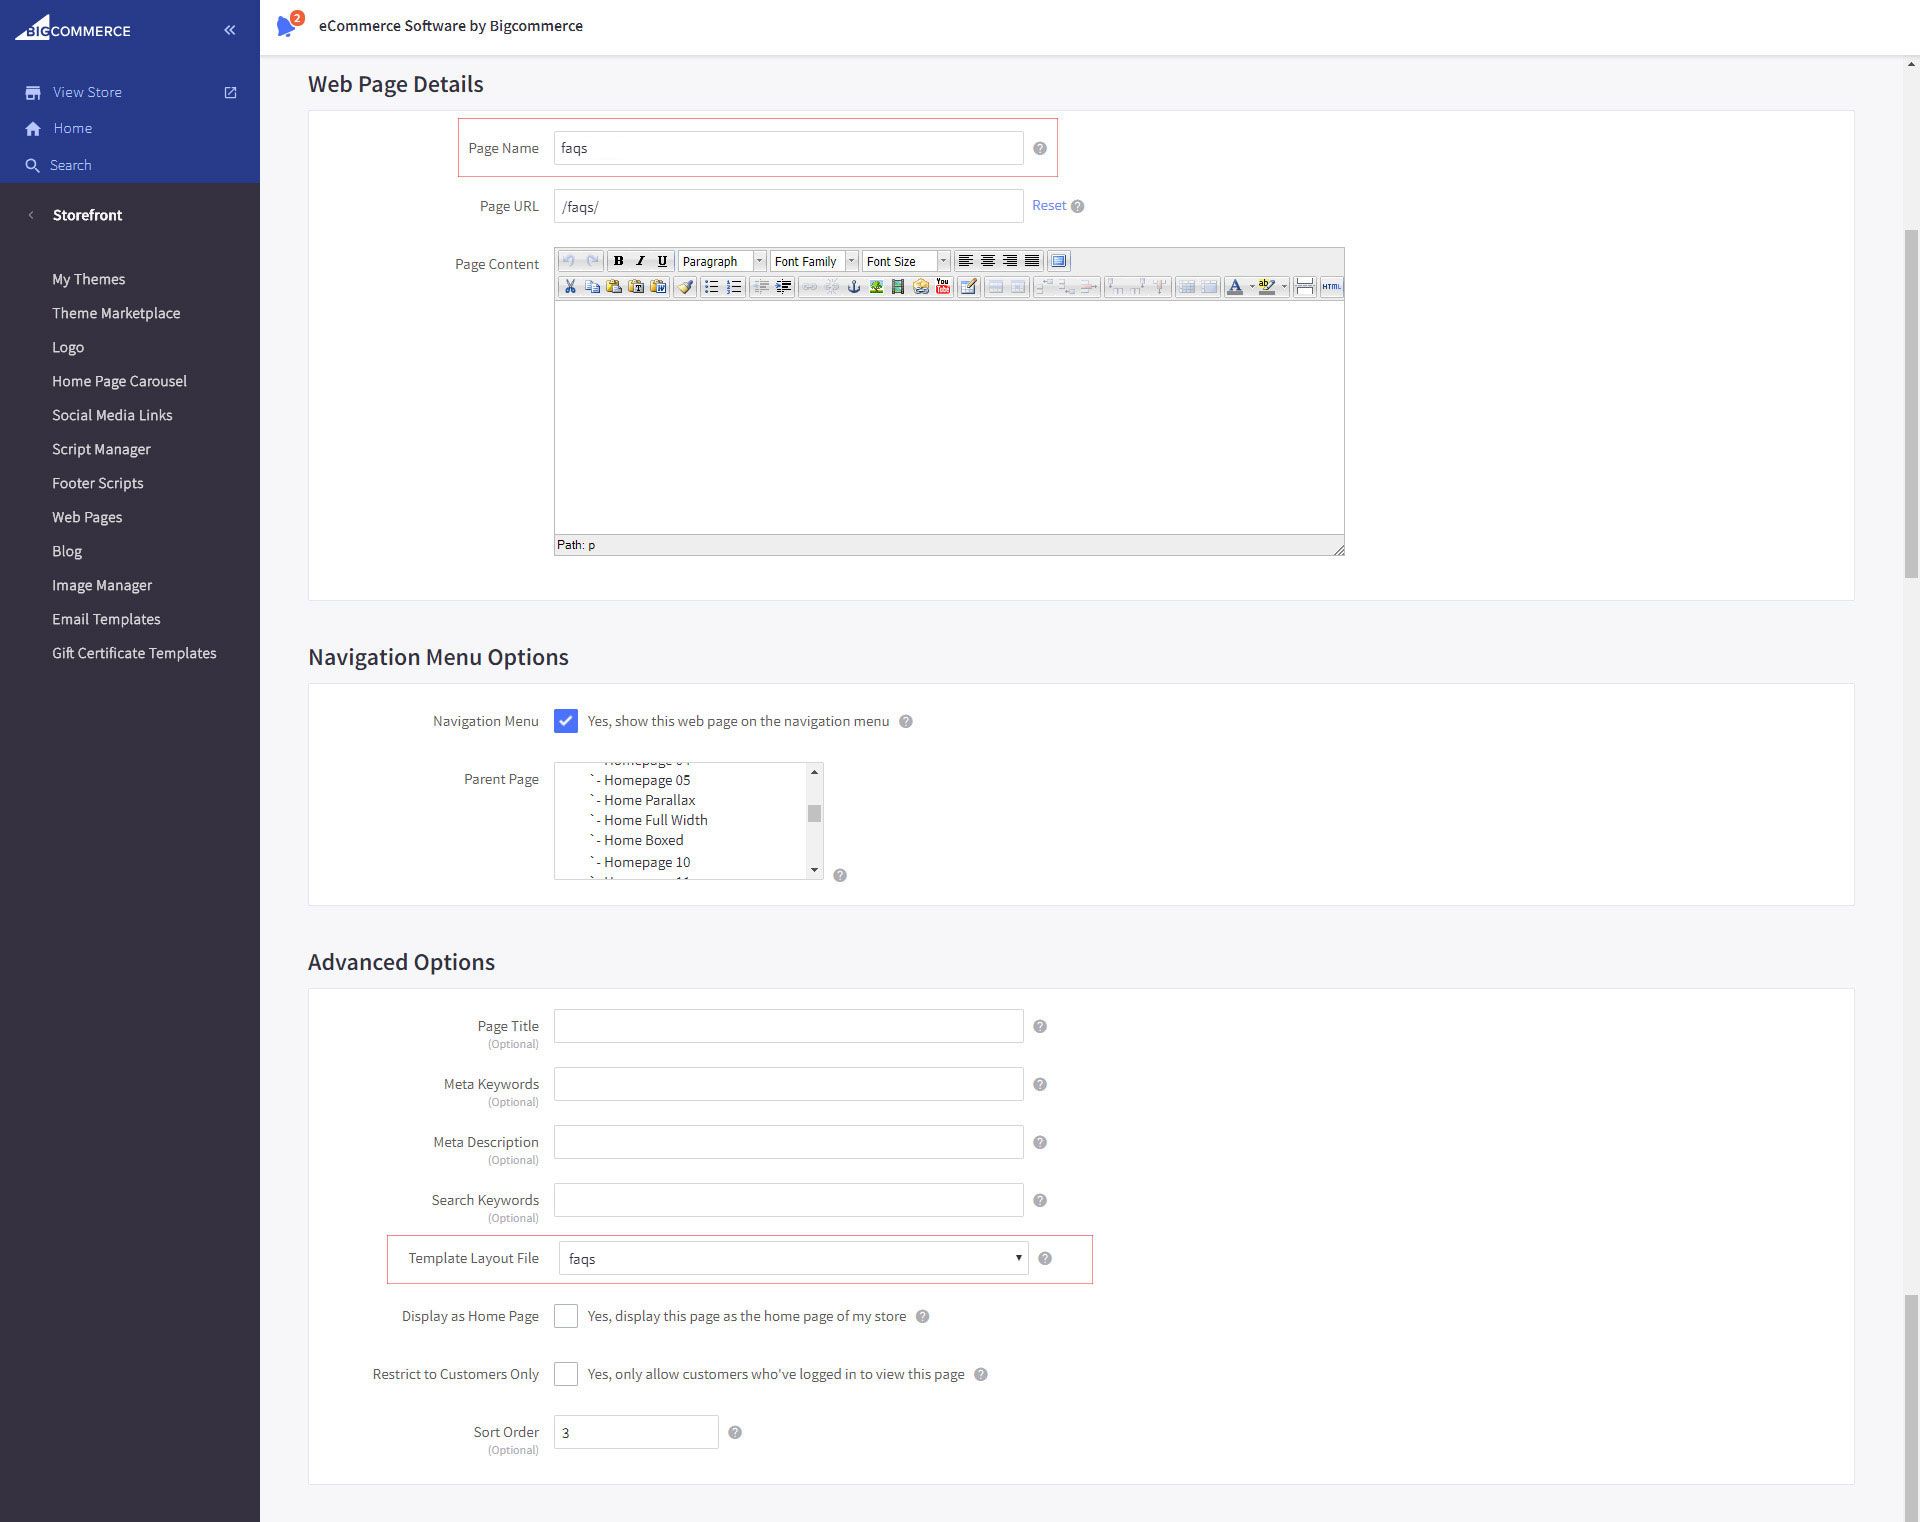 BIGCOMMERCE
View Store
Home
Search
Storefront
My Themes
Theme Marketplace
Logo
Home Page Carousel
Social Media Links
Script Manager
Footer Scripts
Web Pages
Blog
Image Manager
Email Templates
Gift Certificate Templates
2
eCommerce Software by Bigcommerce
Web Page Details
Page Name faqs
Page URL /faqs/ Reset
Page Content
B I U Paragraph Font Family Font Size
You Tube A ab HTML
Path: p
Navigation Menu Options
Navigation Menu Yes, show this web page on the navigation menu
Parent Page
`- Homepage 05
`- Home Parallax
`- Home Full Width
`- Home Boxed
`- Homepage 10
Advanced Options
Page Title
(Optional)
Meta Keywords
(Optional)
Meta Description
(Optional)
Search Keywords
(Optional)
Template Layout File faqs
Display as Home Page Yes, display this page as the home page of my store
Restrict to Customers Only Yes, only allow customers who've logged in to view this page
Sort Order 3
(Optional)